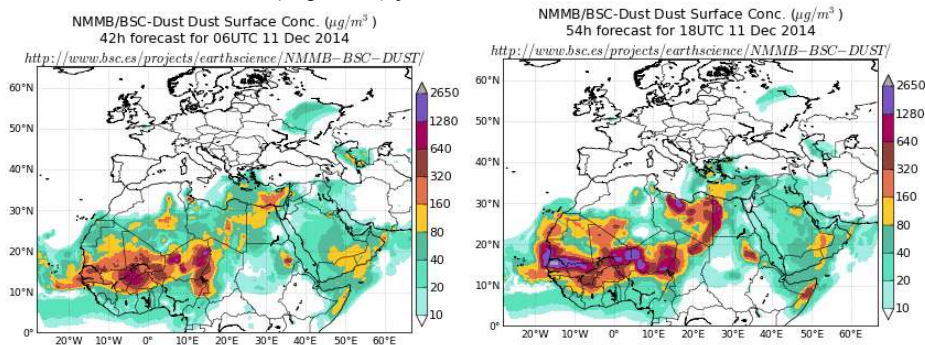 NMMB/BSC-Dust Dust Surface Conc. (μg/m³)
42h forecast for 06UTC 11 Dec 2014
http://www.bsc.es/projects/earthscience/NMMB−BSC−DUST/
60°N
50°N
40°N
30°N
20°N
10°N
0°
20°W
10°W
0°
10°E
20°E
30°E
40°E
50°E
60°E
2650
1280
640
320
160
80
40
20
10
NMMB/BSC-Dust Dust Surface Conc. (μg/m³)
54h forecast for 18UTC 11 Dec 2014
http://www.bsc.es/projects/earthscience/NMMB−BSC−DUST/
60°N
50°N
40°N
30°N
20°N
10°N
0°
20°W
10°W
0°
10°E
20°E
30°E
40°E
50°E
60°E
2650
1280
640
320
160
80
40
20
10